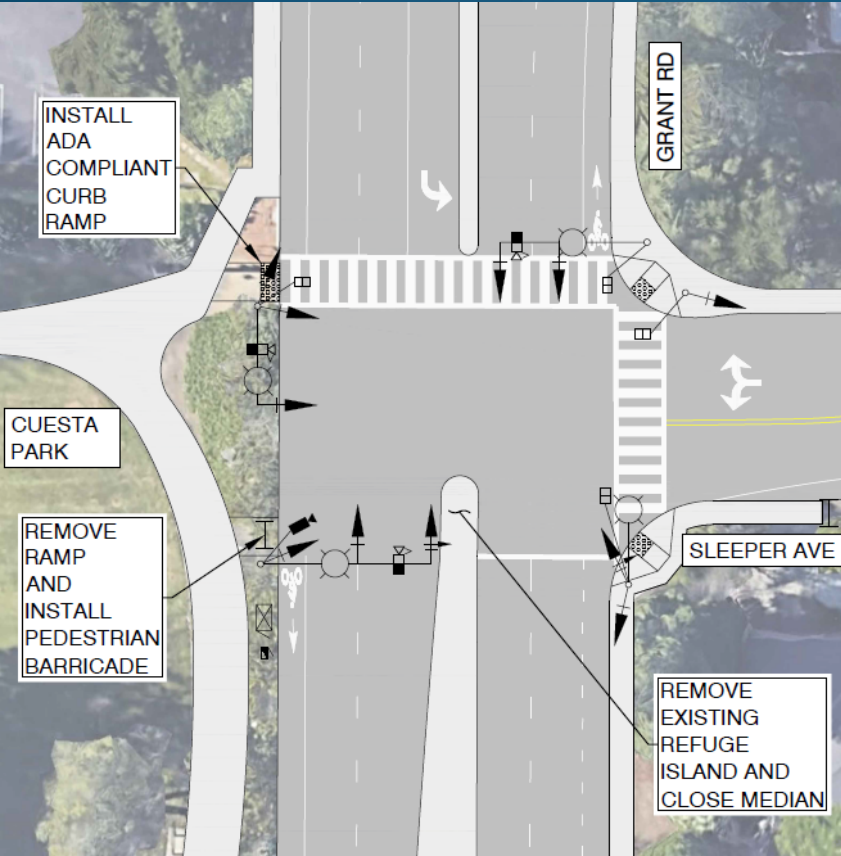 GRANT RD
INSTALL
ADA
COMPLIANT
CURB
RAMP
CUESTA
PARK
REMOVE
RAMP
AND
INSTALL
PEDESTRIAN
BARRICADE
SLEEPER AVE
REMOVE
EXISTING
REFUGE
ISLAND AND
CLOSE MEDIAN